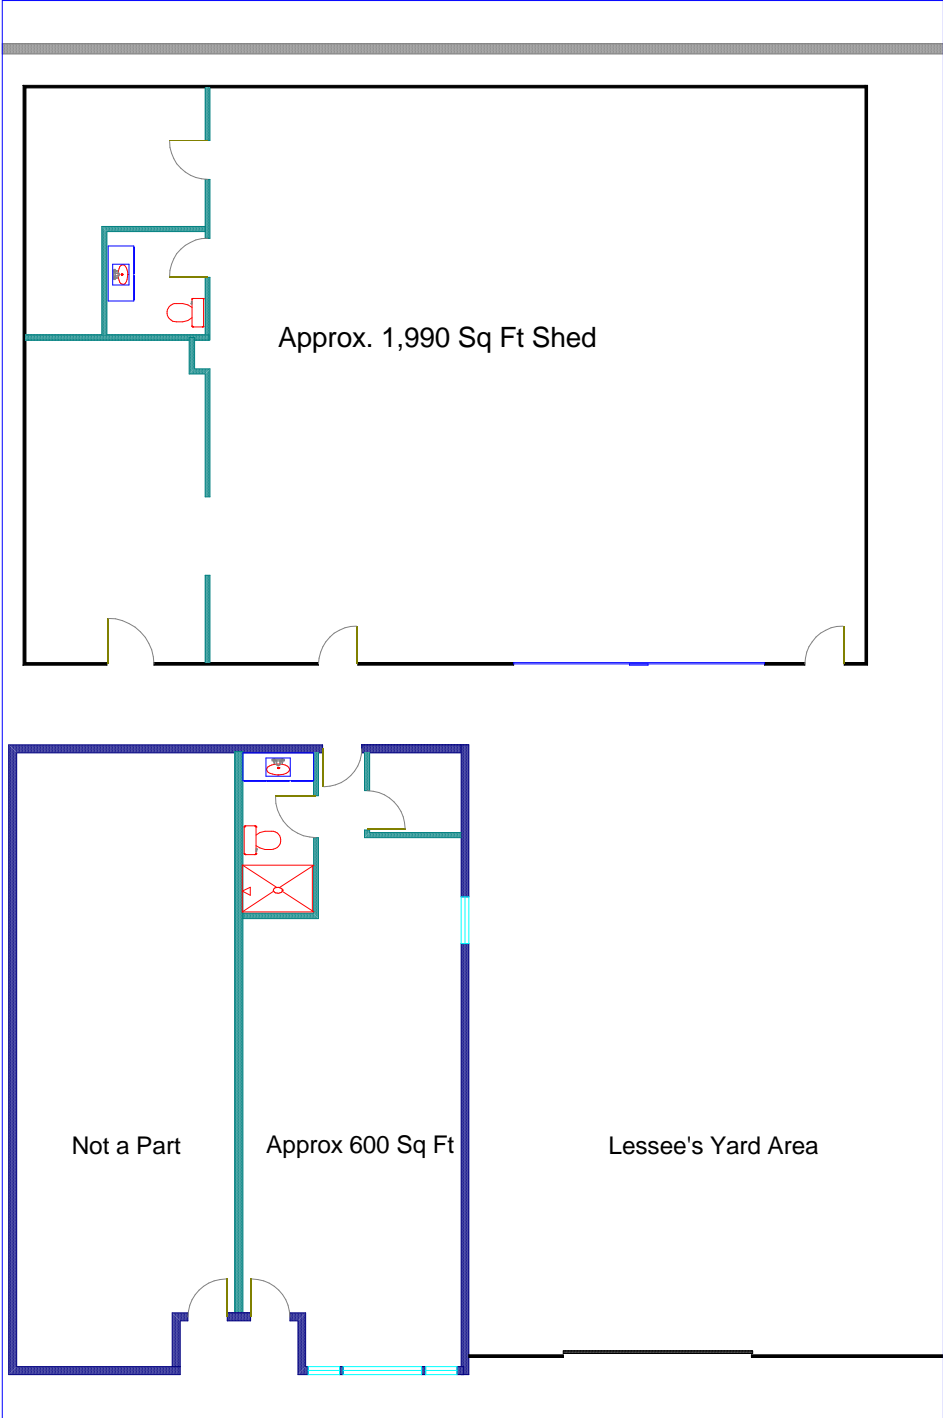 Approx. 1,990 Sq Ft Shed
Not a Part
Approx 600 Sq Ft
Lessee's Yard Area